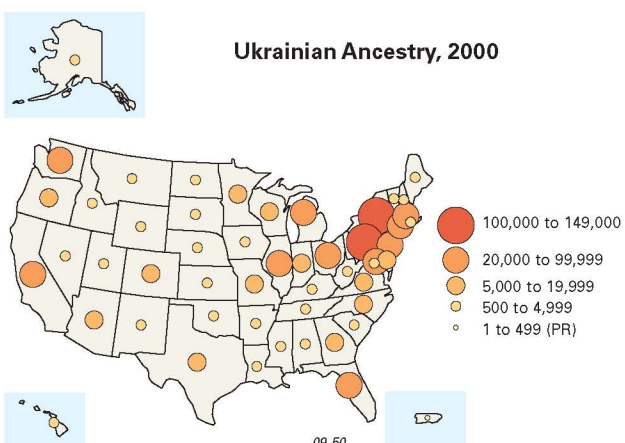 Ukrainian Ancestry, 2000
100,000 to 149,000
20,000 to 99,999
5,000 to 19,999
500 to 4,999
1 to 499 (PR)
09-50